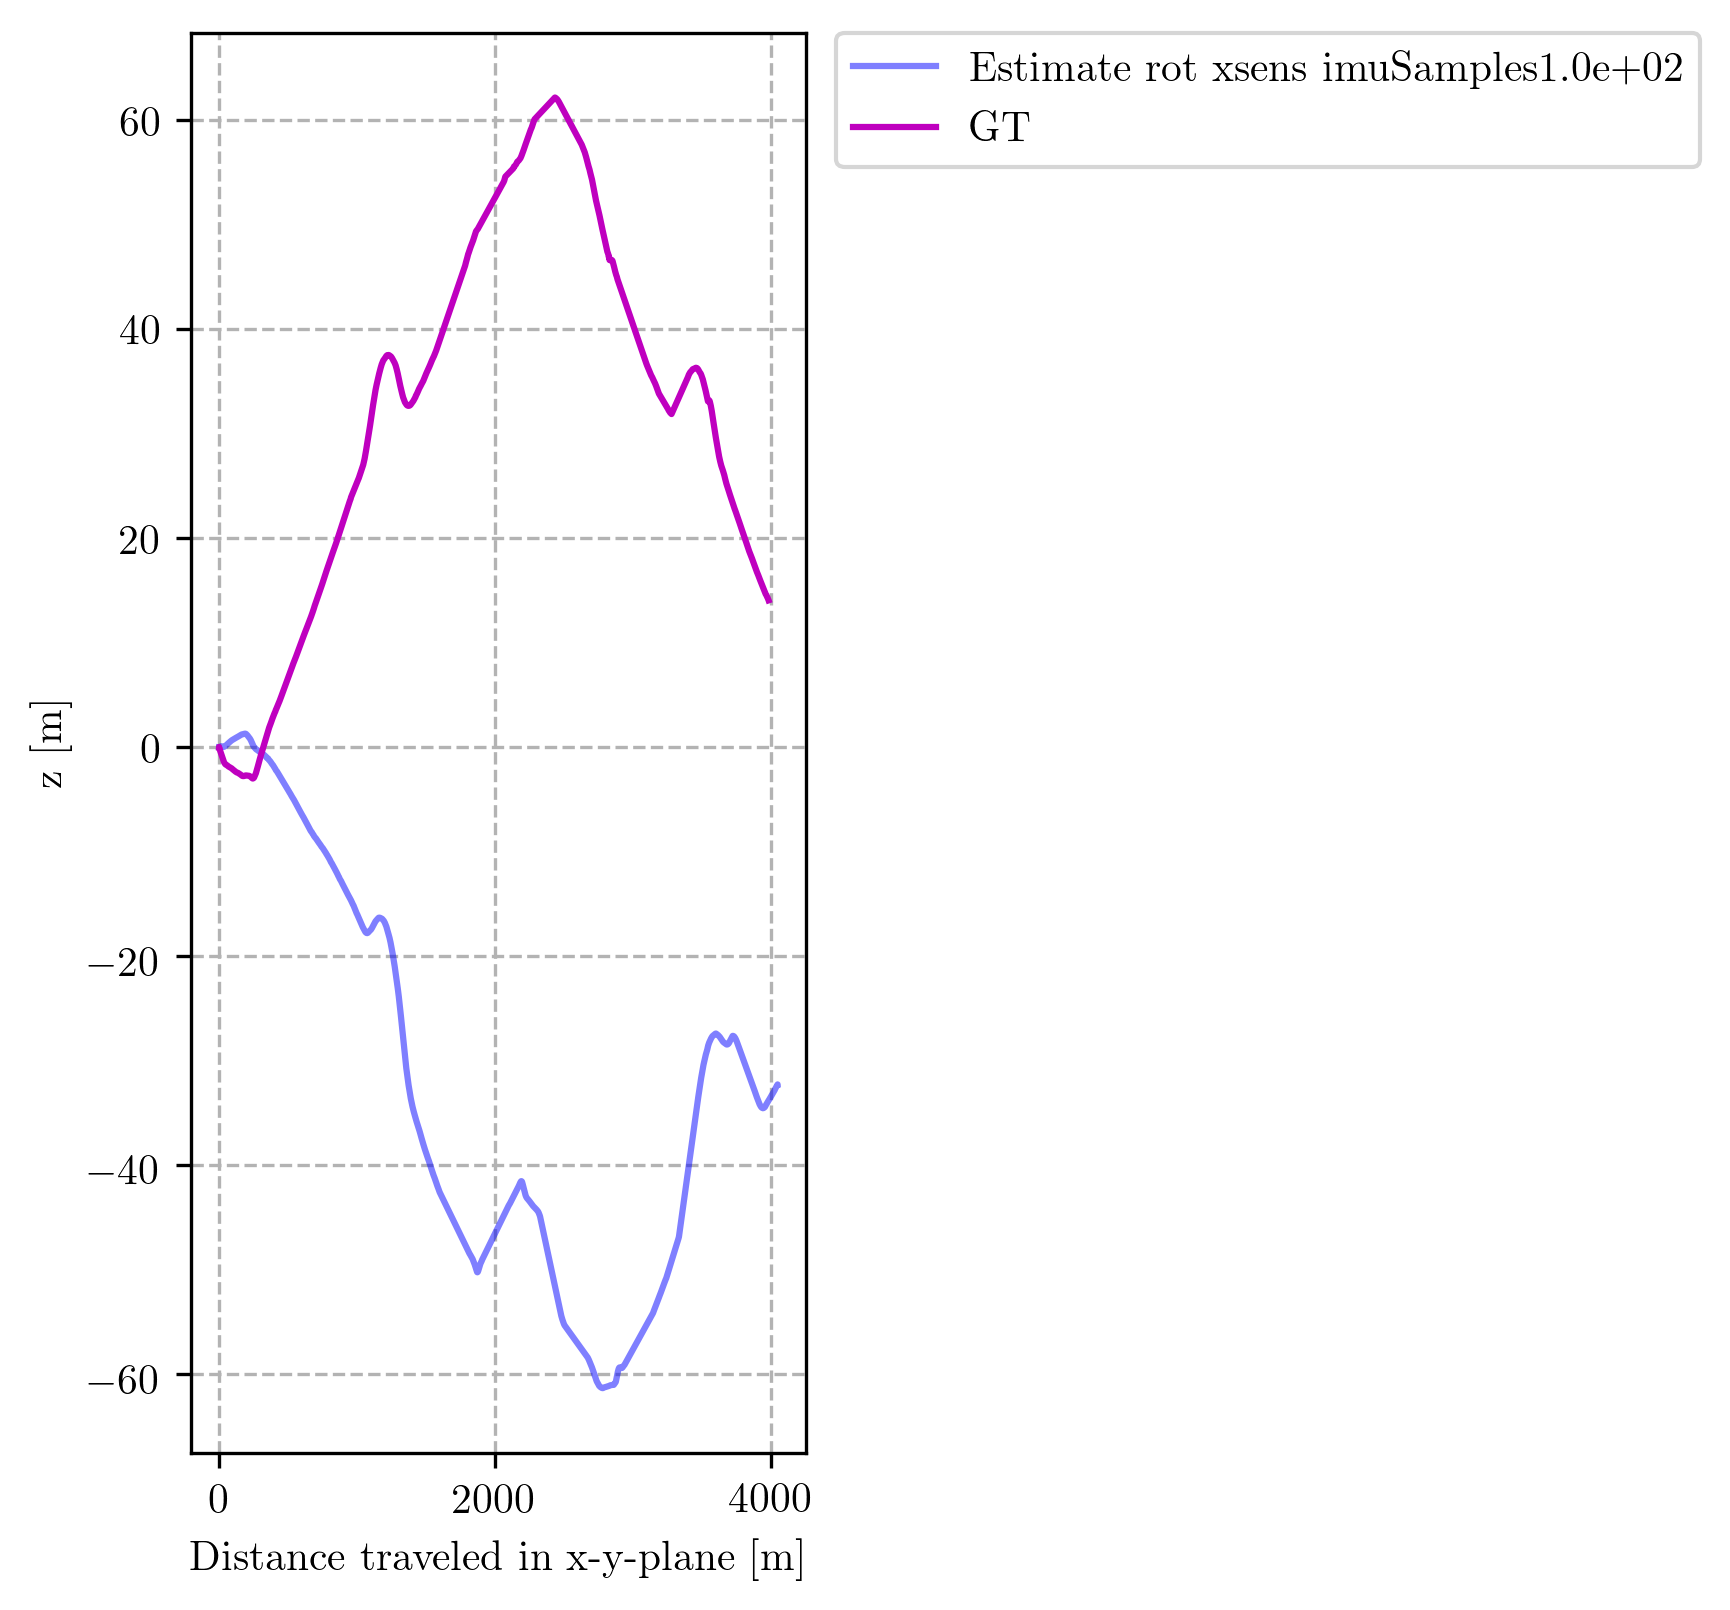 Estimate rot xsens imuSamples1.0e+02
GT
60
40
20
0
−20
−40
−60
z [m]
0 2000 4000
Distance traveled in x-y-plane [m]